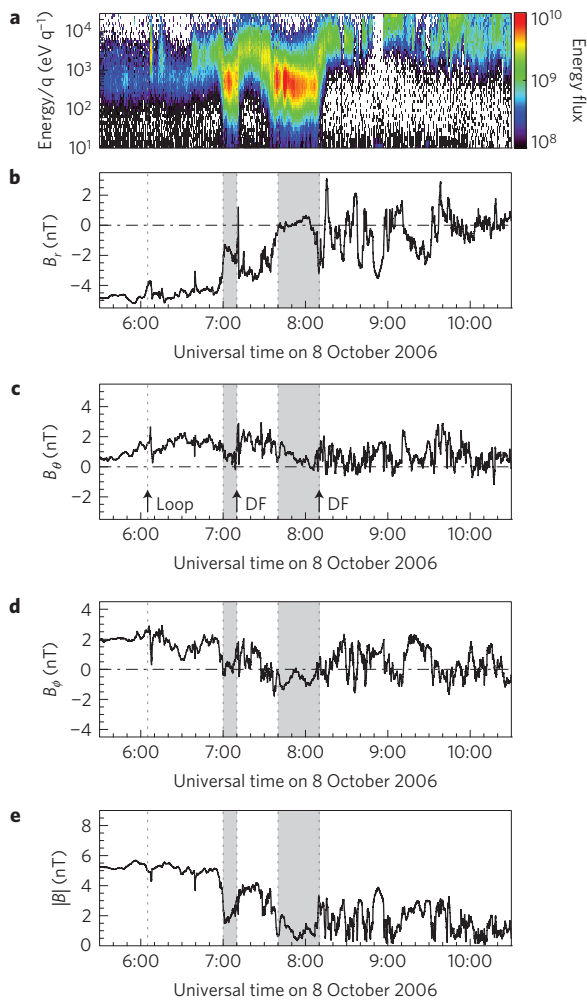 a
Energy/q (eV q⁻¹)
10⁴
10³
10²
10¹
10¹⁰
10⁹
10⁸
Energy flux
b
B_r (nT)
2
0
−2
−4
6:00 7:00 8:00 9:00 10:00
Universal time on 8 October 2006
c
B_θ (nT)
4
2
0
−2
Loop DF DF
6:00 7:00 8:00 9:00 10:00
Universal time on 8 October 2006
d
B_ϕ (nT)
4
2
0
−2
−4
6:00 7:00 8:00 9:00 10:00
Universal time on 8 October 2006
e
|B| (nT)
8
6
4
2
0
6:00 7:00 8:00 9:00 10:00
Universal time on 8 October 2006